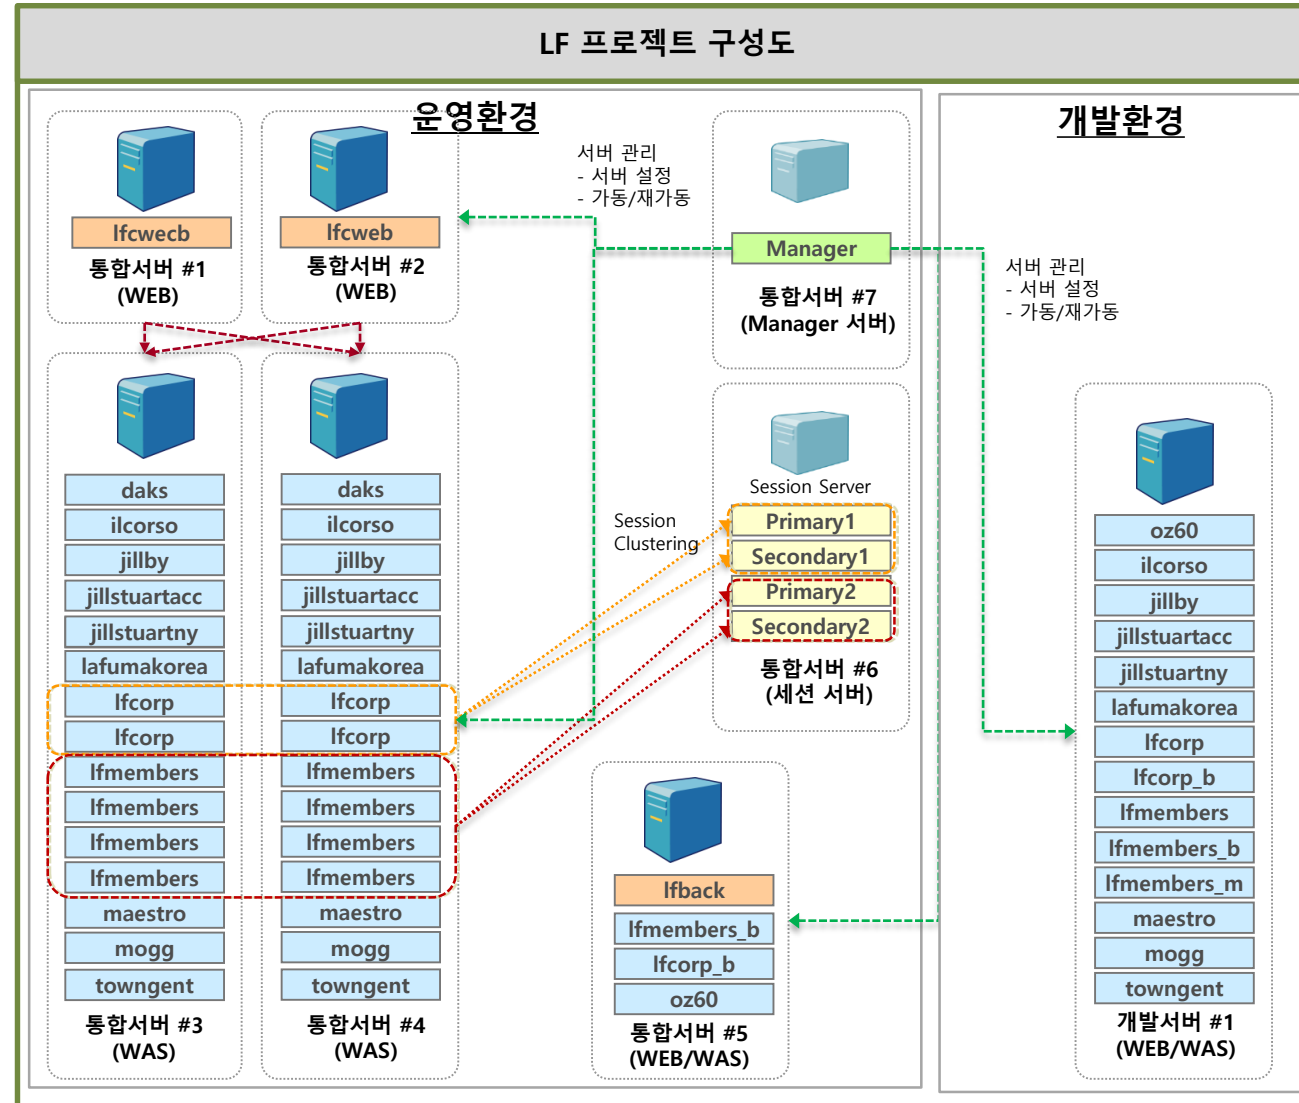 LF 프로젝트 구성도
운영환경
lfcwecb
통합서버 #1
(WEB)
lfcweb
통합서버 #2
(WEB)
서버 관리
- 서버 설정
- 가동/재가동
Manager
통합서버 #7
(Manager 서버)
daks
ilcorso
jillby
jillstuartacc
jillstuartny
lafumakorea
lfcorp
lfcorp
lfmembers
lfmembers
lfmembers
lfmembers
maestro
mogg
towngent
통합서버 #3
(WAS)
daks
ilcorso
jillby
jillstuartacc
jillstuartny
lafumakorea
lfcorp
lfcorp
lfmembers
lfmembers
lfmembers
lfmembers
maestro
mogg
towngent
통합서버 #4
(WAS)
Session
Clustering
Session Server
Primary1
Secondary1
Primary2
Secondary2
통합서버 #6
(세션 서버)
lfback
lfmembers_b
lfcorp_b
oz60
통합서버 #5
(WEB/WAS)
개발환경
서버 관리
- 서버 설정
- 가동/재가동
oz60
ilcorso
jillby
jillstuartacc
jillstuartny
lafumakorea
lfcorp
lfcorp_b
lfmembers
lfmembers_b
lfmembers_m
maestro
mogg
towngent
개발서버 #1
(WEB/WAS)